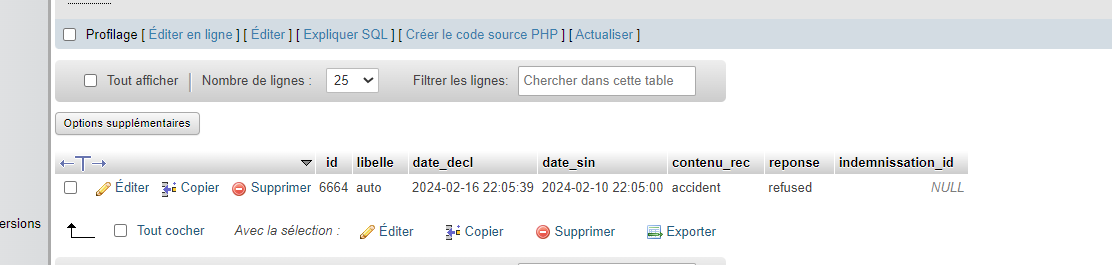 Profilage [ Éditer en ligne ] [ Éditer ] [ Expliquer SQL ] [ Créer le code source PHP ] [ Actualiser ]
Tout afficher Nombre de lignes : 25 Filtrer les lignes: Chercher dans cette table
Options supplémentaires
←T→ id libelle date_decl date_sin contenu_rec reponse indemnissation_id
Éditer Copier Supprimer 6664 auto 2024-02-16 22:05:39 2024-02-10 22:05:00 accident refused NULL
ersions
Tout cocher Avec la sélection : Éditer Copier Supprimer Exporter